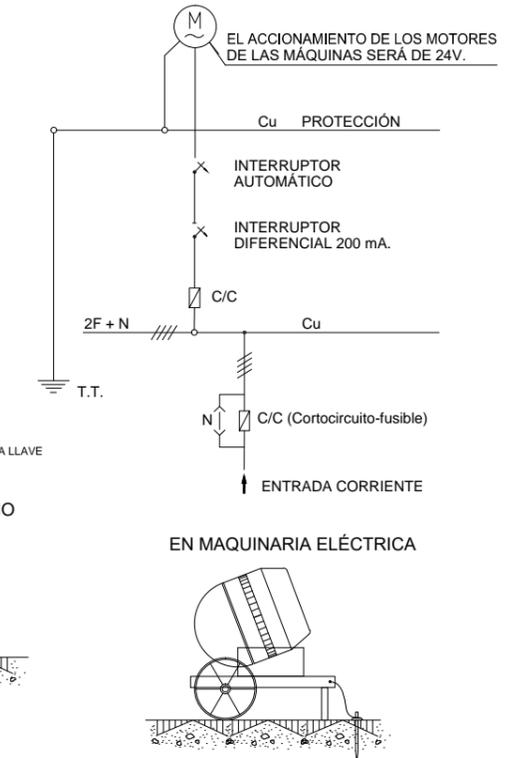 M
EL ACCIONAMIENTO DE LOS MOTORES
DE LAS MÁQUINAS SERÁ DE 24V.
Cu PROTECCIÓN
INTERRUPTOR
AUTOMÁTICO
INTERRUPTOR
DIFERENCIAL 200 mA.
C/C
2F + N
Cu
T.T.
N
C/C (Cortocircuito-fusible)
A LLAVE
ENTRADA CORRIENTE
O
EN MAQUINARIA ELÉCTRICA